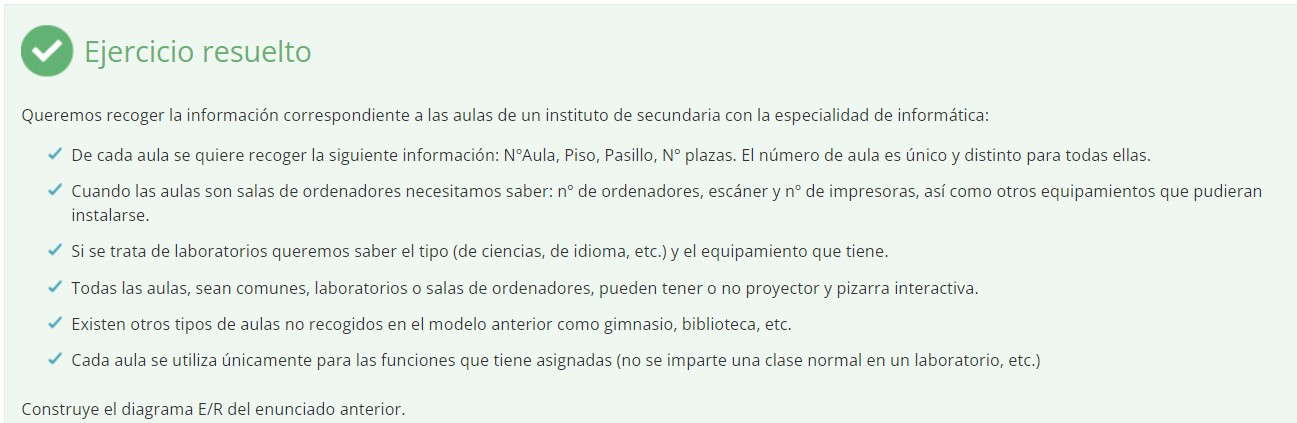 Ejercicio resuelto
Queremos recoger la información correspondiente a las aulas de un instituto de secundaria con la especialidad de informática:
De cada aula se quiere recoger la siguiente información: NºAula, Piso, Pasillo, Nº plazas. El número de aula es único y distinto para todas ellas.
Cuando las aulas son salas de ordenadores necesitamos saber: nº de ordenadores, escáner y nº de impresoras, así como otros equipamientos que pudieran
instalarse.
Si se trata de laboratorios queremos saber el tipo (de ciencias, de idioma, etc.) y el equipamiento que tiene.
Todas las aulas, sean comunes, laboratorios o salas de ordenadores, pueden tener o no proyector y pizarra interactiva.
Existen otros tipos de aulas no recogidos en el modelo anterior como gimnasio, biblioteca, etc.
Cada aula se utiliza únicamente para las funciones que tiene asignadas (no se imparte una clase normal en un laboratorio, etc.)
Construye el diagrama E/R del enunciado anterior.